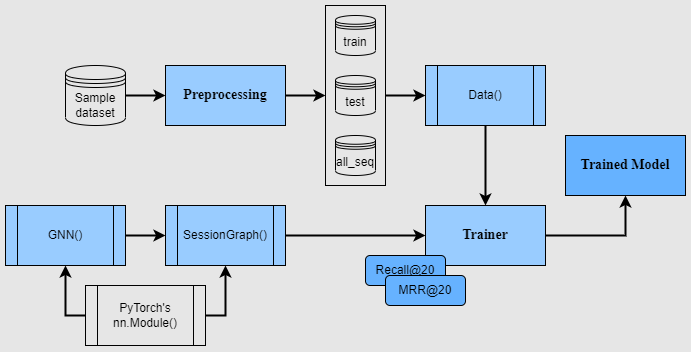 train
Sample
dataset
Preprocessing
test
Data()
all_seq
Trained Model
GNN()
SessionGraph()
Trainer
Recall@20
MRR@20
PyTorch's
nn.Module()